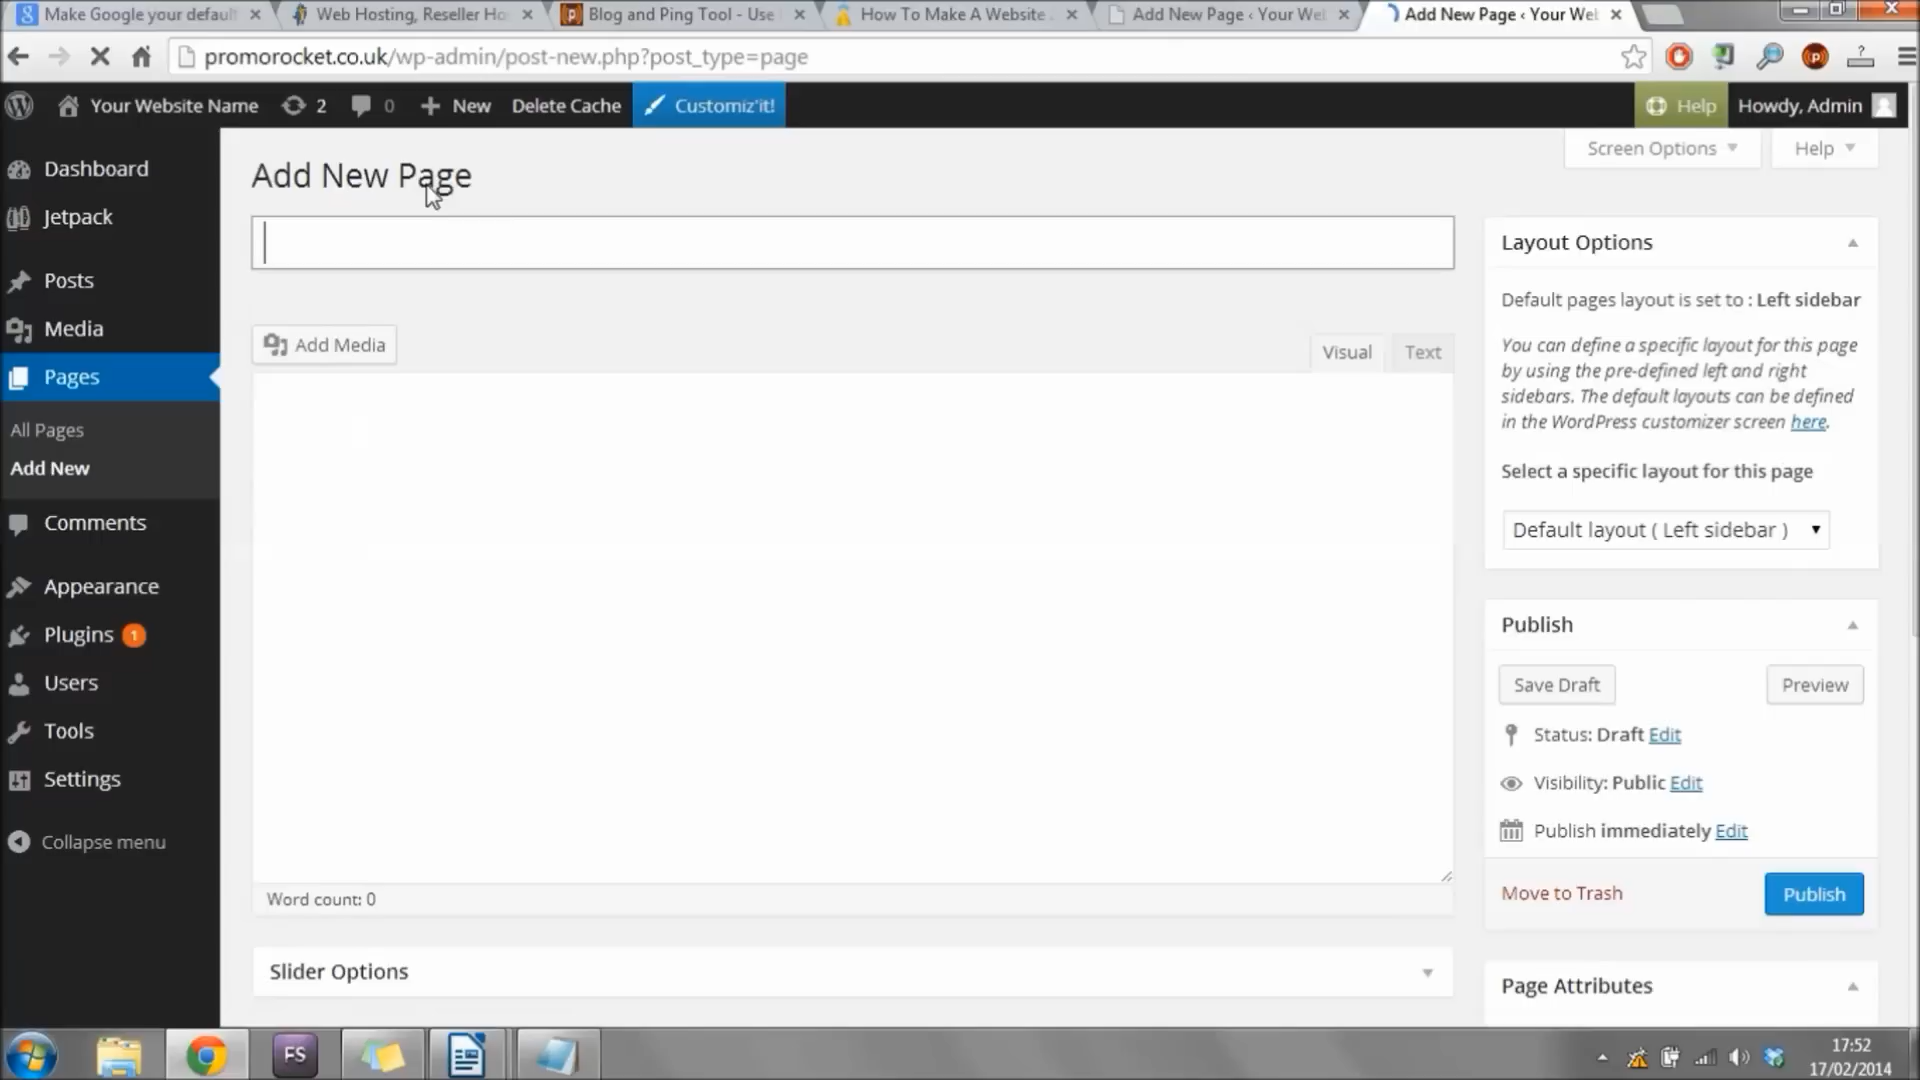 Make Google your defaul
Web Hosting, Reseller Ho
Blog and Ping Tool - Use
How To Make A Website
Add New Page ‹ Your Wel
Add New Page ‹ Your Wel
promorocket.co.uk/wp-admin/post-new.php?post_type=page
Your Website Name
2
0
New
Delete Cache
Customiz'it!
Help
Howdy, Admin
Screen Options
Help
Dashboard
Jetpack
Posts
Media
Pages
All Pages
Add New
Comments
Appearance
Plugins 1
Users
Tools
Settings
Collapse menu
Add New Page
Add Media
Visual
Text
Word count: 0
Slider Options
Layout Options
Default pages layout is set to : Left sidebar
You can define a specific layout for this page
by using the pre-defined left and right
sidebars. The default layouts can be defined
in the WordPress customizer screen here.
Select a specific layout for this page
Default layout ( Left sidebar )
Publish
Save Draft
Preview
Status: Draft Edit
Visibility: Public Edit
Publish immediately Edit
Move to Trash
Publish
Page Attributes
FS
17:52
17/02/2014